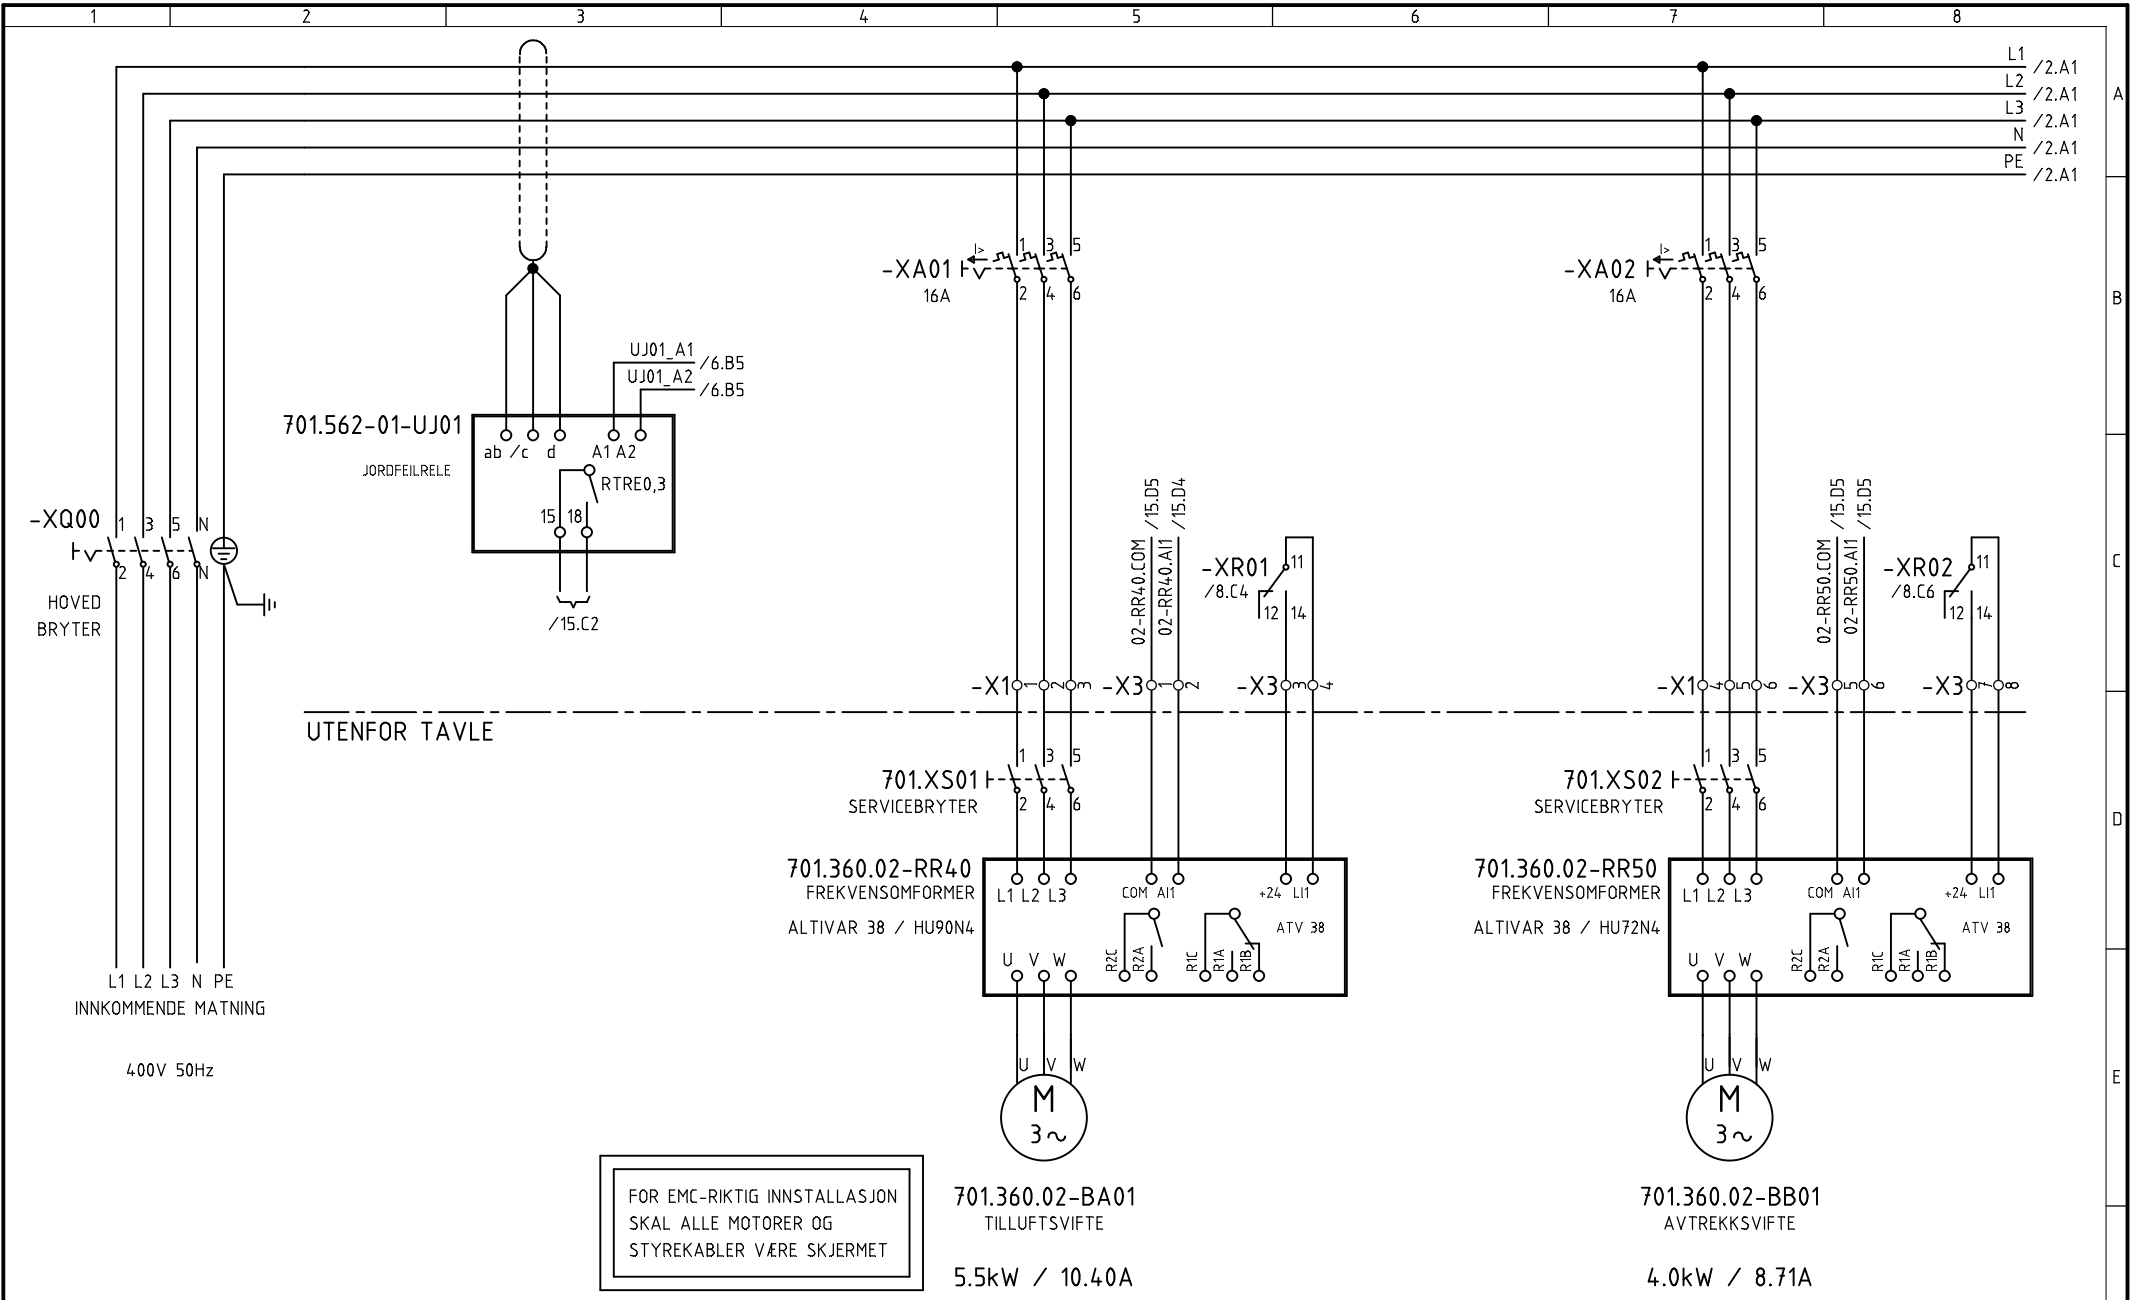 1 2 3 4 5 6 7 8
L1 /2.A1
L2 /2.A1
L3 /2.A1
N /2.A1
PE /2.A1
A
B
C
D
E
-XQ00
1 3 5 N
2 4 6 N
HOVED
BRYTER
L1 L2 L3 N PE
INNKOMMENDE MATNING
400V 50Hz
UJ01_A1 /6.B5
UJ01_A2 /6.B5
701.562-01-UJ01
JORDFEILRELE
ab /c d A1 A2
RTRE0,3
15 18
/15.C2
UTENFOR TAVLE
I>
-XA01
16A
1 3 5
2 4 6
02-RR40.COM /15.D5
02-RR40.AI1 /15.D4
-XR01
/8.C4
11
12 14
-X1 1 2 3
-X3 1 2
-X3 3 4
701.XS01
SERVICEBRYTER
1 3 5
2 4 6
701.360.02-RR40
FREKVENSOMFORMER
ALTIVAR 38 / HU90N4
L1 L2 L3 COM AI1 +24 LI1
ATV 38
R2C R2A R1C R1A R1B
U V W
U V W
M
3~
701.360.02-BA01
TILLUFTSVIFTE
5.5kW / 10.40A
I>
-XA02
16A
1 3 5
2 4 6
02-RR50.COM /15.D5
02-RR50.AI1 /15.D5
-XR02
/8.C6
11
12 14
-X1 4 5 6
-X3 5 6
-X3 7 8
701.XS02
SERVICEBRYTER
1 3 5
2 4 6
701.360.02-RR50
FREKVENSOMFORMER
ALTIVAR 38 / HU72N4
L1 L2 L3 COM AI1 +24 LI1
ATV 38
R2C R2A R1C R1A R1B
U V W
U V W
M
3~
701.360.02-BB01
AVTREKKSVIFTE
4.0kW / 8.71A
FOR EMC-RIKTIG INNSTALLASJON
SKAL ALLE MOTORER OG
STYREKABLER VÆRE SKJERMET